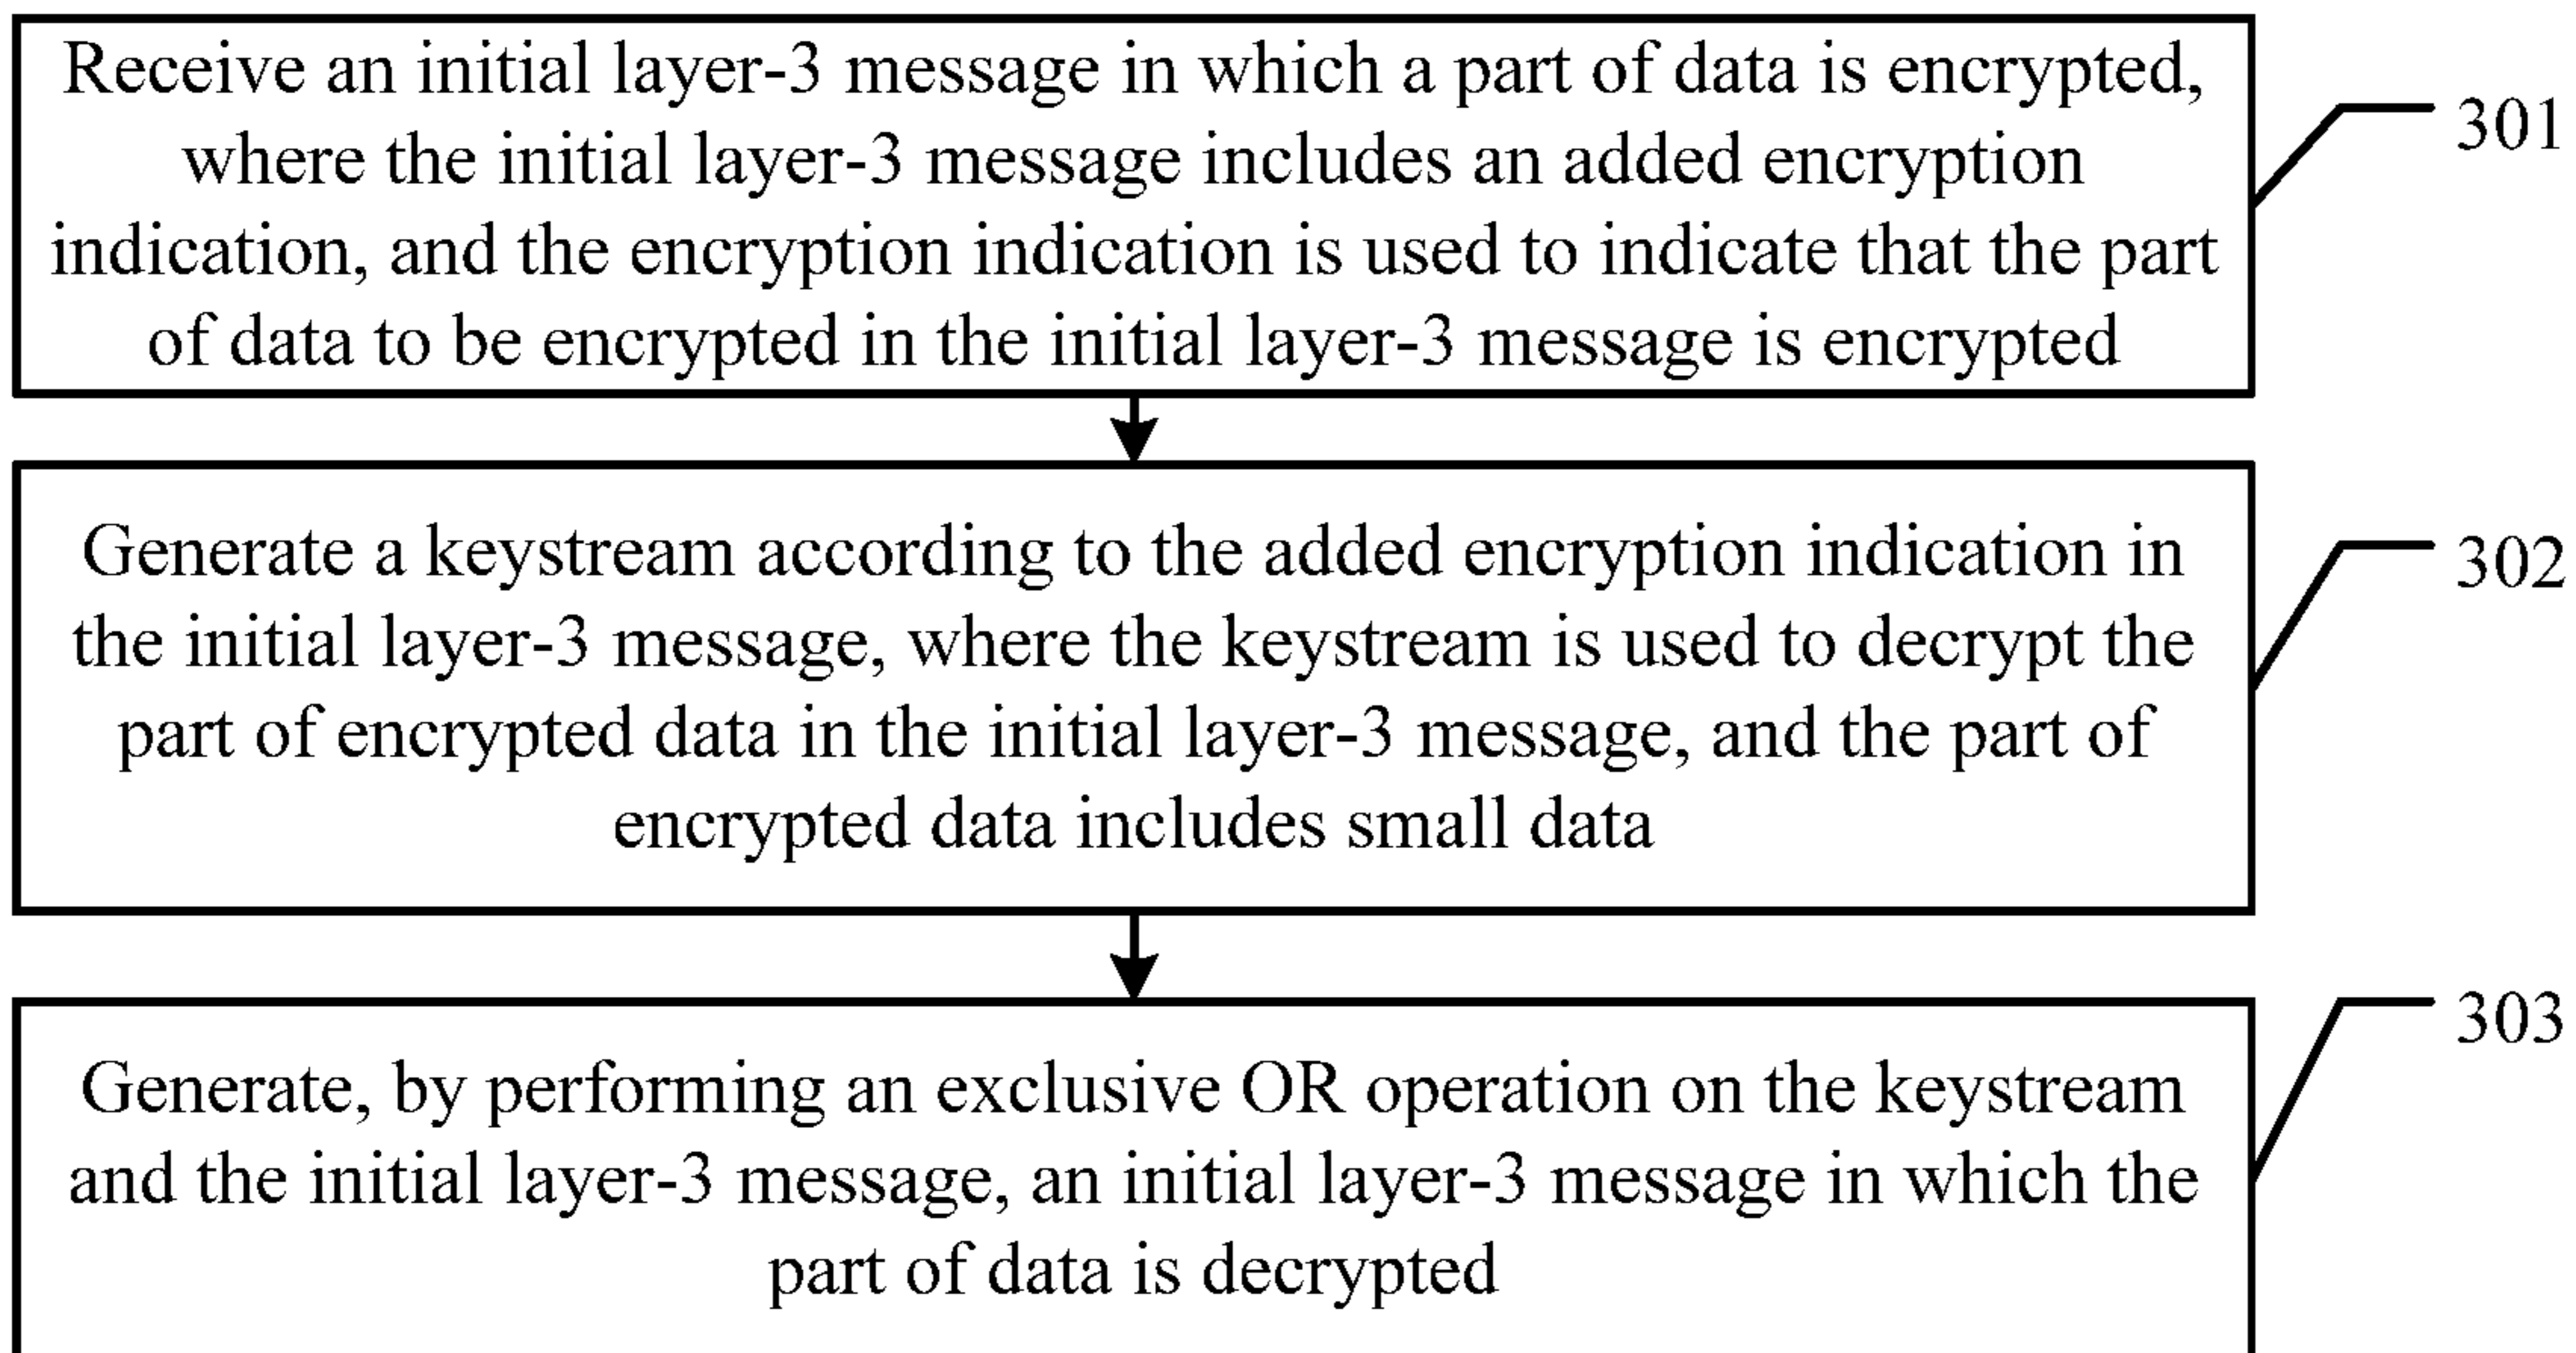 Receive an initial layer-3 message in which a part of data is encrypted,
where the initial layer-3 message includes an added encryption
indication, and the encryption indication is used to indicate that the part
of data to be encrypted in the initial layer-3 message is encrypted
301
Generate a keystream according to the added encryption indication in
the initial layer-3 message, where the keystream is used to decrypt the
part of encrypted data in the initial layer-3 message, and the part of
encrypted data includes small data
302
Generate, by performing an exclusive OR operation on the keystream
and the initial layer-3 message, an initial layer-3 message in which the
part of data is decrypted
303